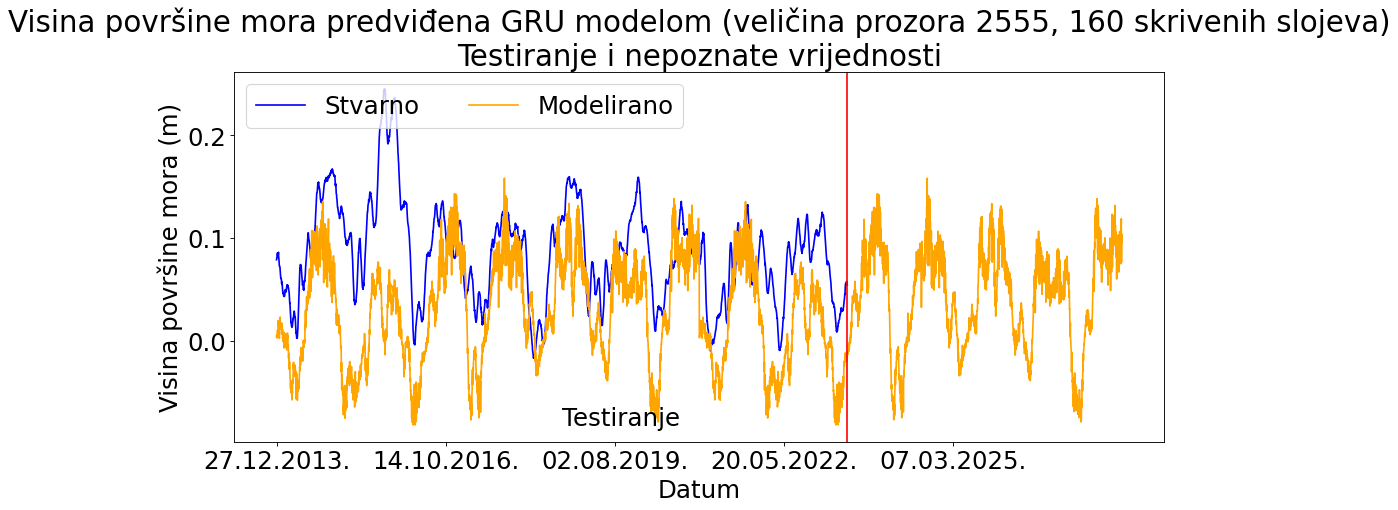 Visina površine mora predviđena GRU modelom (veličina prozora 2555, 160 skrivenih slojeva)
Testiranje i nepoznate vrijednosti
Stvarno
Modelirano
Visina površine mora (m)
0.2
0.1
0.0
Testiranje
27.12.2013.
14.10.2016.
02.08.2019.
20.05.2022.
07.03.2025.
Datum